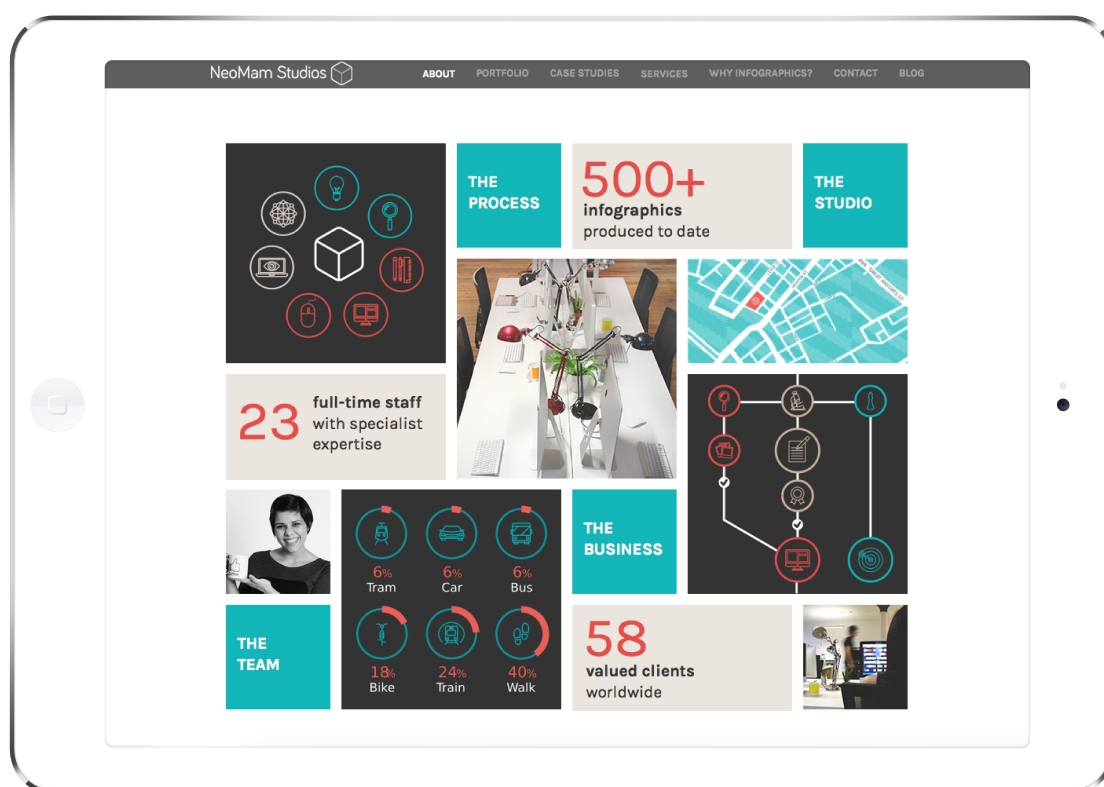 NeoMam Studios
ABOUT PORTFOLIO CASE STUDIES SERVICES WHY INFOGRAPHICS? CONTACT BLOG
THE
PROCESS
500+
infographics
produced to date
THE
STUDIO
23
full-time staff
with specialist
expertise
6% 6% 6%
Tram Car Bus
18% 24% 40%
Bike Train Walk
THE
BUSINESS
THE
TEAM
58
valued clients
worldwide